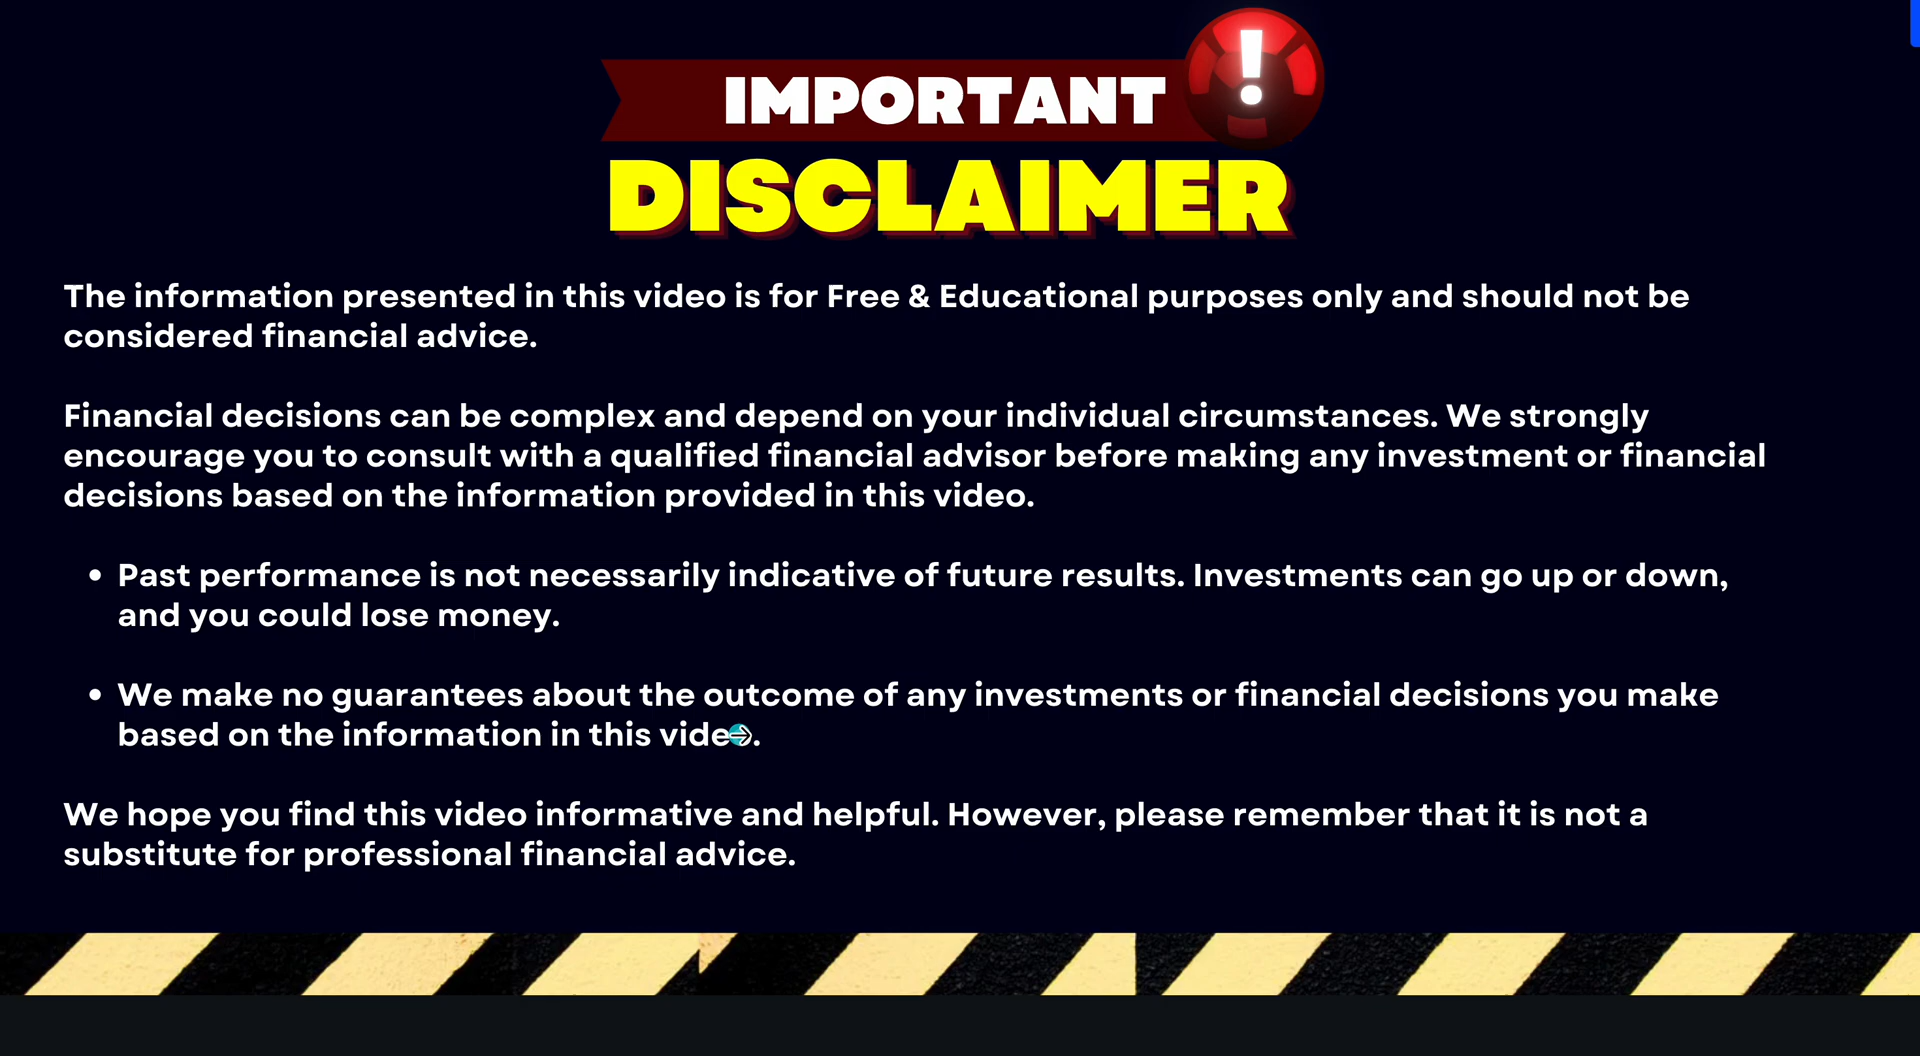 IMPORTANT
DISCLAIMER
The information presented in this video is for Free & Educational purposes only and should not be
considered financial advice.
Financial decisions can be complex and depend on your individual circumstances. We strongly
encourage you to consult with a qualified financial advisor before making any investment or financial
decisions based on the information provided in this video.
• Past performance is not necessarily indicative of future results. Investments can go up or down,
and you could lose money.
• We make no guarantees about the outcome of any investments or financial decisions you make
based on the information in this video.
We hope you find this video informative and helpful. However, please remember that it is not a
substitute for professional financial advice.